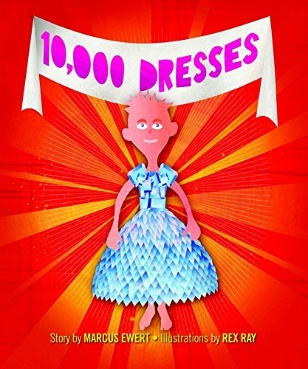 10,000 DRESSES
Story by MARCUS EWERT • Illustrations by REX RAY